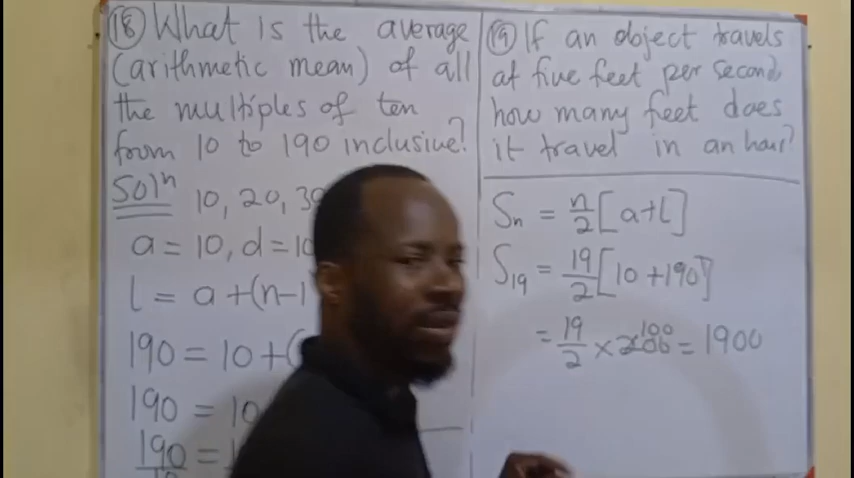 ⑱ What is the average
(arithmetic mean) of all
the multiples of ten
from 10 to 190 inclusive?
Solⁿ 10, 20, 30
a = 10, d = 10
l = a + (n - 1
190 = 10 + (
190 = 10
190 =
10
⑲ If an object travels
at five feet per second,
how many feet does
it travel in an hour?
Sₙ = n/2 [a + l]
S₁₉ = 19/2 [10 + 190]
= 19/2 × 200 100 = 1900